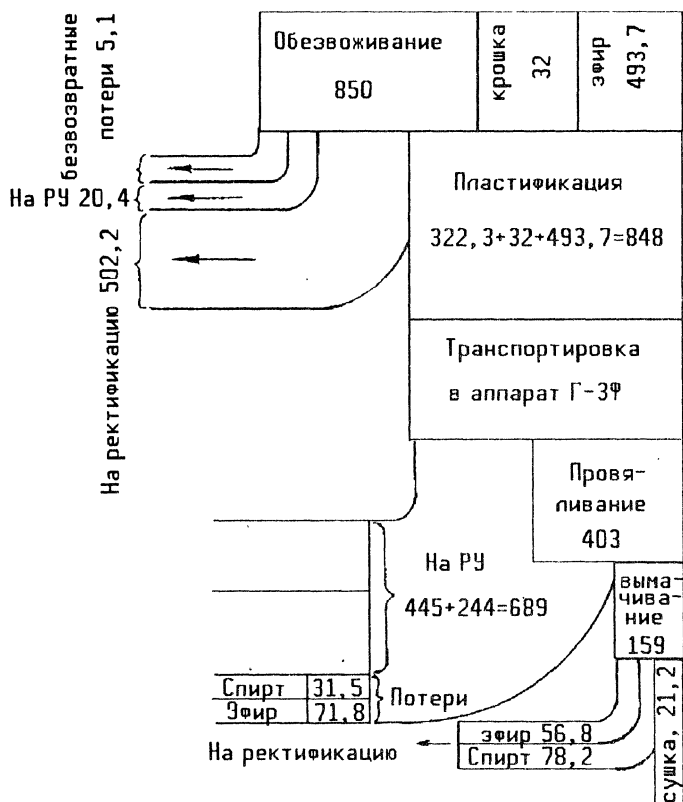 безвозвратные
потери 5,1
Обезвоживание
850
крошка
32
эфир
493,7
На РУ 20,4
На ректификацию 502,2
Пластификация
322,3+32+493,7=848
Транспортировка
в аппарат Г-3Ф
Провя-
ливание
403
На РУ
445+244=689
выма-
чива-
ние
159
Спирт 31,5
Эфир 71,8
Потери
сушка, 21,2
эфир 56,8
Спирт 78,2
На ректификацию